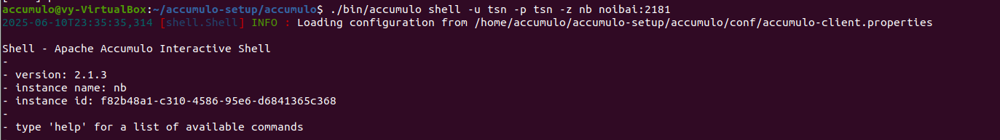 accumulo@vy-VirtualBox:~/accumulo-setup/accumulo$ ./bin/accumulo shell -u tsn -p tsn -z nb noibai:2181
2025-06-10T23:35:35,314 [shell.Shell] INFO : Loading configuration from /home/accumulo/accumulo-setup/accumulo/conf/accumulo-client.properties
Shell - Apache Accumulo Interactive Shell
-
- version: 2.1.3
- instance name: nb
- instance id: f82b48a1-c310-4586-95e6-d6841365c368
-
- type 'help' for a list of available commands